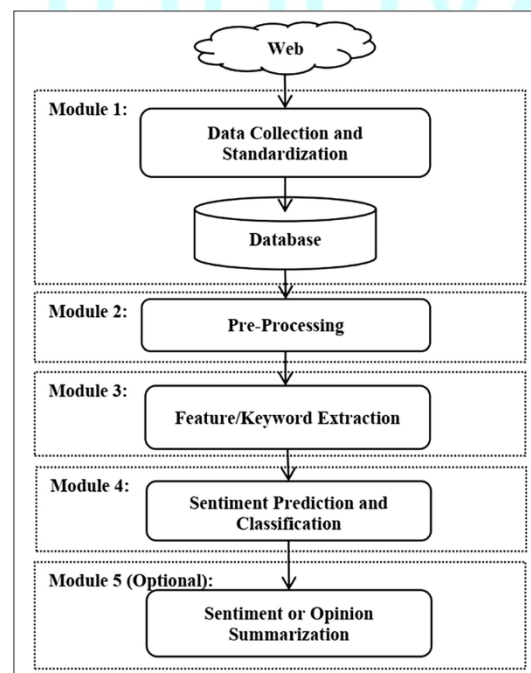 Web
Module 1:
Data Collection and
Standardization
Database
Module 2:
Pre-Processing
Module 3:
Feature/Keyword Extraction
Module 4:
Sentiment Prediction and
Classification
Module 5 (Optional):
Sentiment or Opinion
Summarization